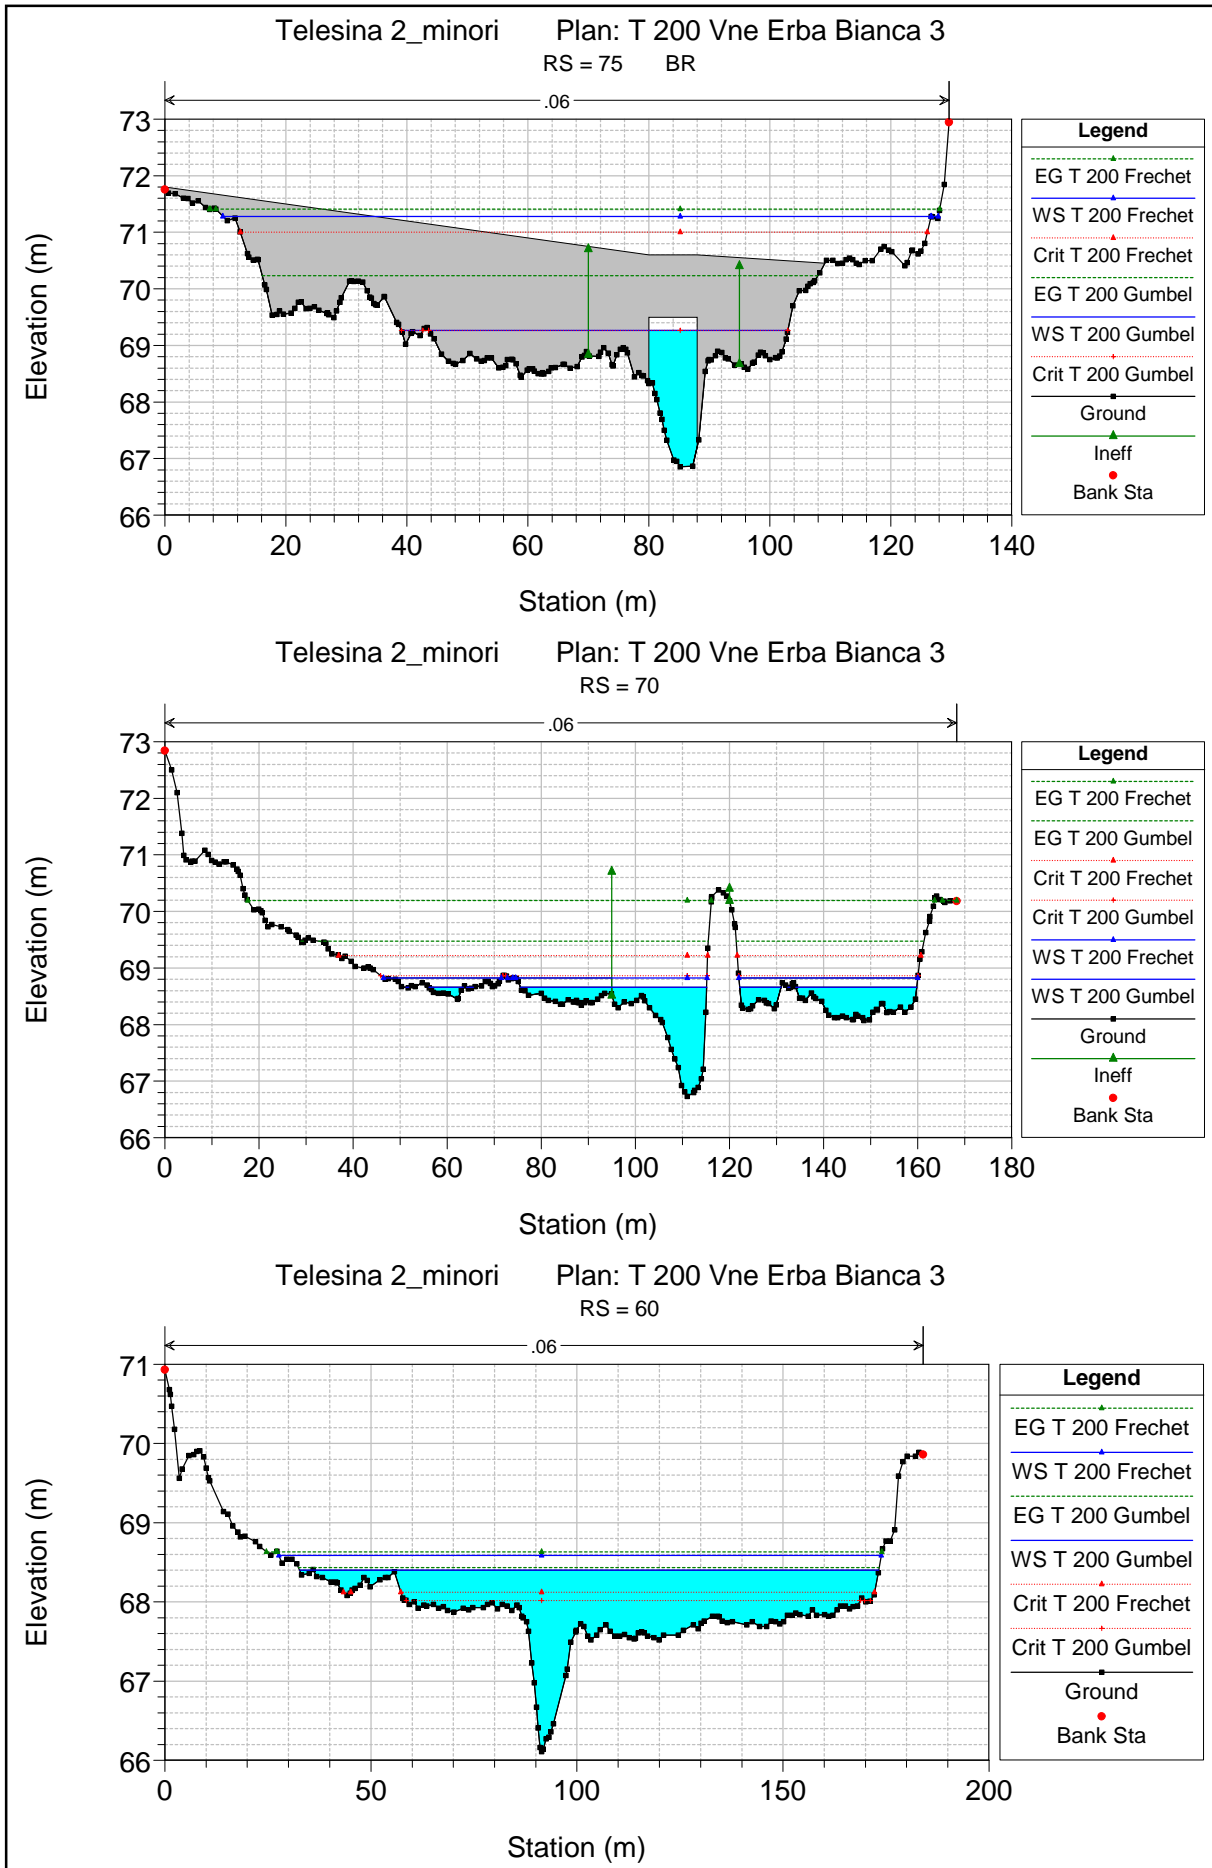 Telesina 2_minori Plan: T 200 Vne Erba Bianca 3
RS = 75 BR
.06
73
72
71
70
69
68
67
66
0 20 40 60 80 100 120 140
Station (m)
Elevation (m)
Legend
EG T 200 Frechet
WS T 200 Frechet
Crit T 200 Frechet
EG T 200 Gumbel
WS T 200 Gumbel
Crit T 200 Gumbel
Ground
Ineff
Bank Sta
Telesina 2_minori Plan: T 200 Vne Erba Bianca 3
RS = 70
.06
73
72
71
70
69
68
67
66
0 20 40 60 80 100 120 140 160 180
Station (m)
Elevation (m)
Legend
EG T 200 Frechet
EG T 200 Gumbel
Crit T 200 Frechet
Crit T 200 Gumbel
WS T 200 Frechet
WS T 200 Gumbel
Ground
Ineff
Bank Sta
Telesina 2_minori Plan: T 200 Vne Erba Bianca 3
RS = 60
.06
71
70
69
68
67
66
0 50 100 150 200
Station (m)
Elevation (m)
Legend
EG T 200 Frechet
WS T 200 Frechet
EG T 200 Gumbel
WS T 200 Gumbel
Crit T 200 Frechet
Crit T 200 Gumbel
Ground
Bank Sta